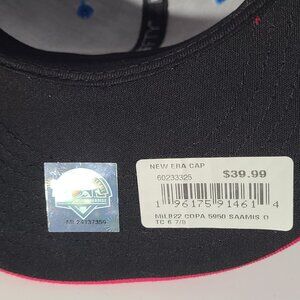 NEW ERA CAP
60233325
$39.99
1 96175 91461 4
MILB22 COPA 5950 SAAMIS O
TC 6 7/8